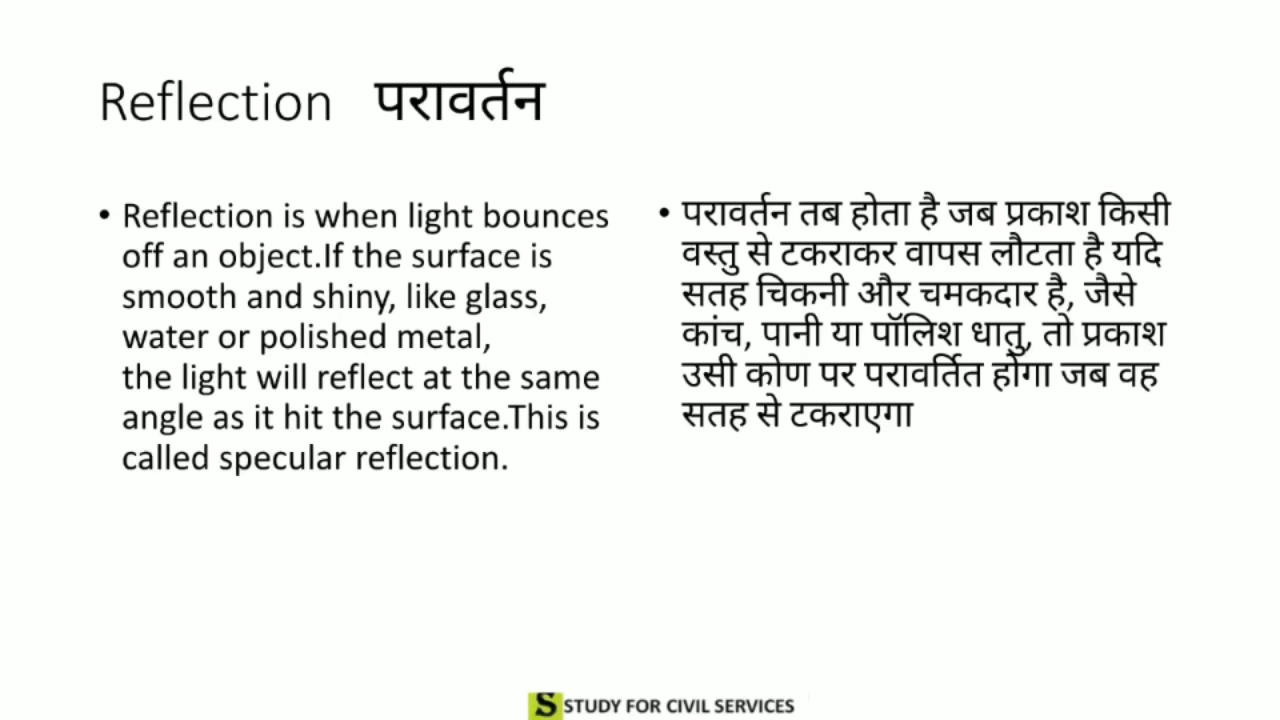 Reflection परावर्तन
• Reflection is when light bounces
off an object.If the surface is
smooth and shiny, like glass,
water or polished metal,
the light will reflect at the same
angle as it hit the surface.This is
called specular reflection.
• परावर्तन तब होता है जब प्रकाश किसी
वस्तु से टकराकर वापस लौटता है यदि
सतह चिकनी और चमकदार है, जैसे
कांच, पानी या पॉलिश धातु, तो प्रकाश
उसी कोण पर परावर्तित होगा जब वह
सतह से टकराएगा
S STUDY FOR CIVIL SERVICES